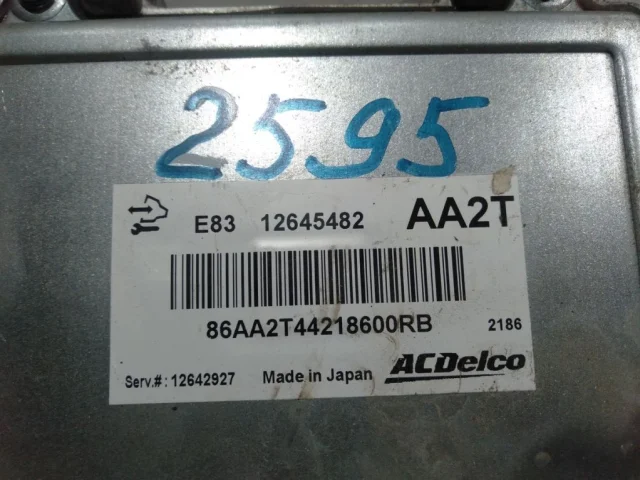 2595
E83 12645482 AA2T
86AA2T44218600RB 2186
Serv.#: 12642927 Made in Japan ACDelco